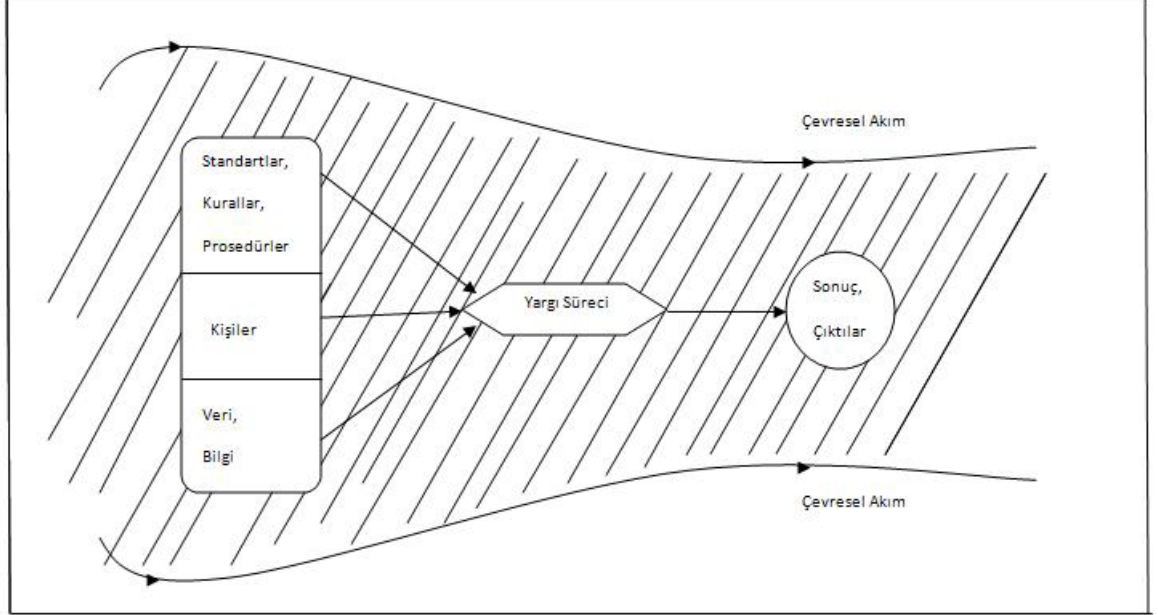 Çevresel Akım
Standartlar,
Kurallar,
Prosedürler
Kişiler
Veri,
Bilgi
Yargı Süreci
Sonuç,
Çıktılar
Çevresel Akım